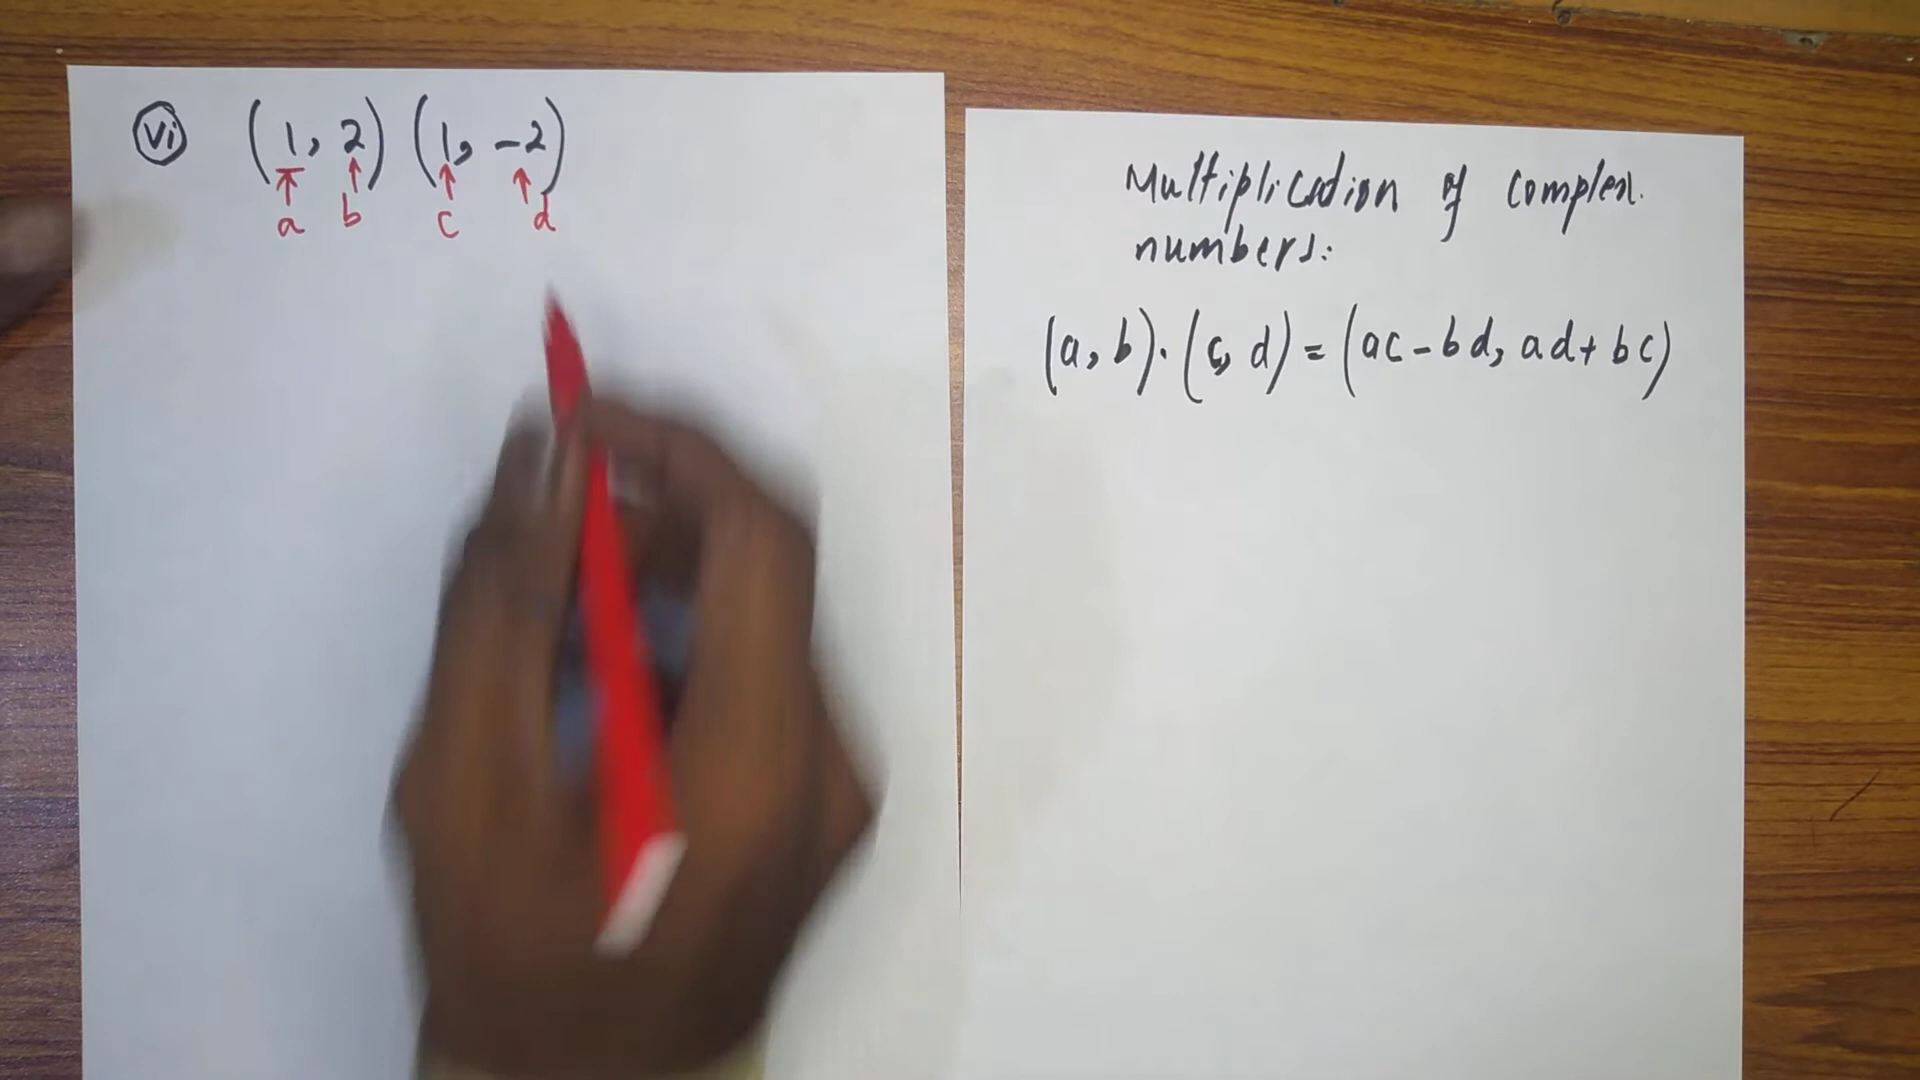 (vi) (1, 2) (1, -2)
↑ ↑ ↑ ↑
a b c d
Multiplication of complex.
numbers:
(a, b). (c, d) = (ac - bd, ad + bc)